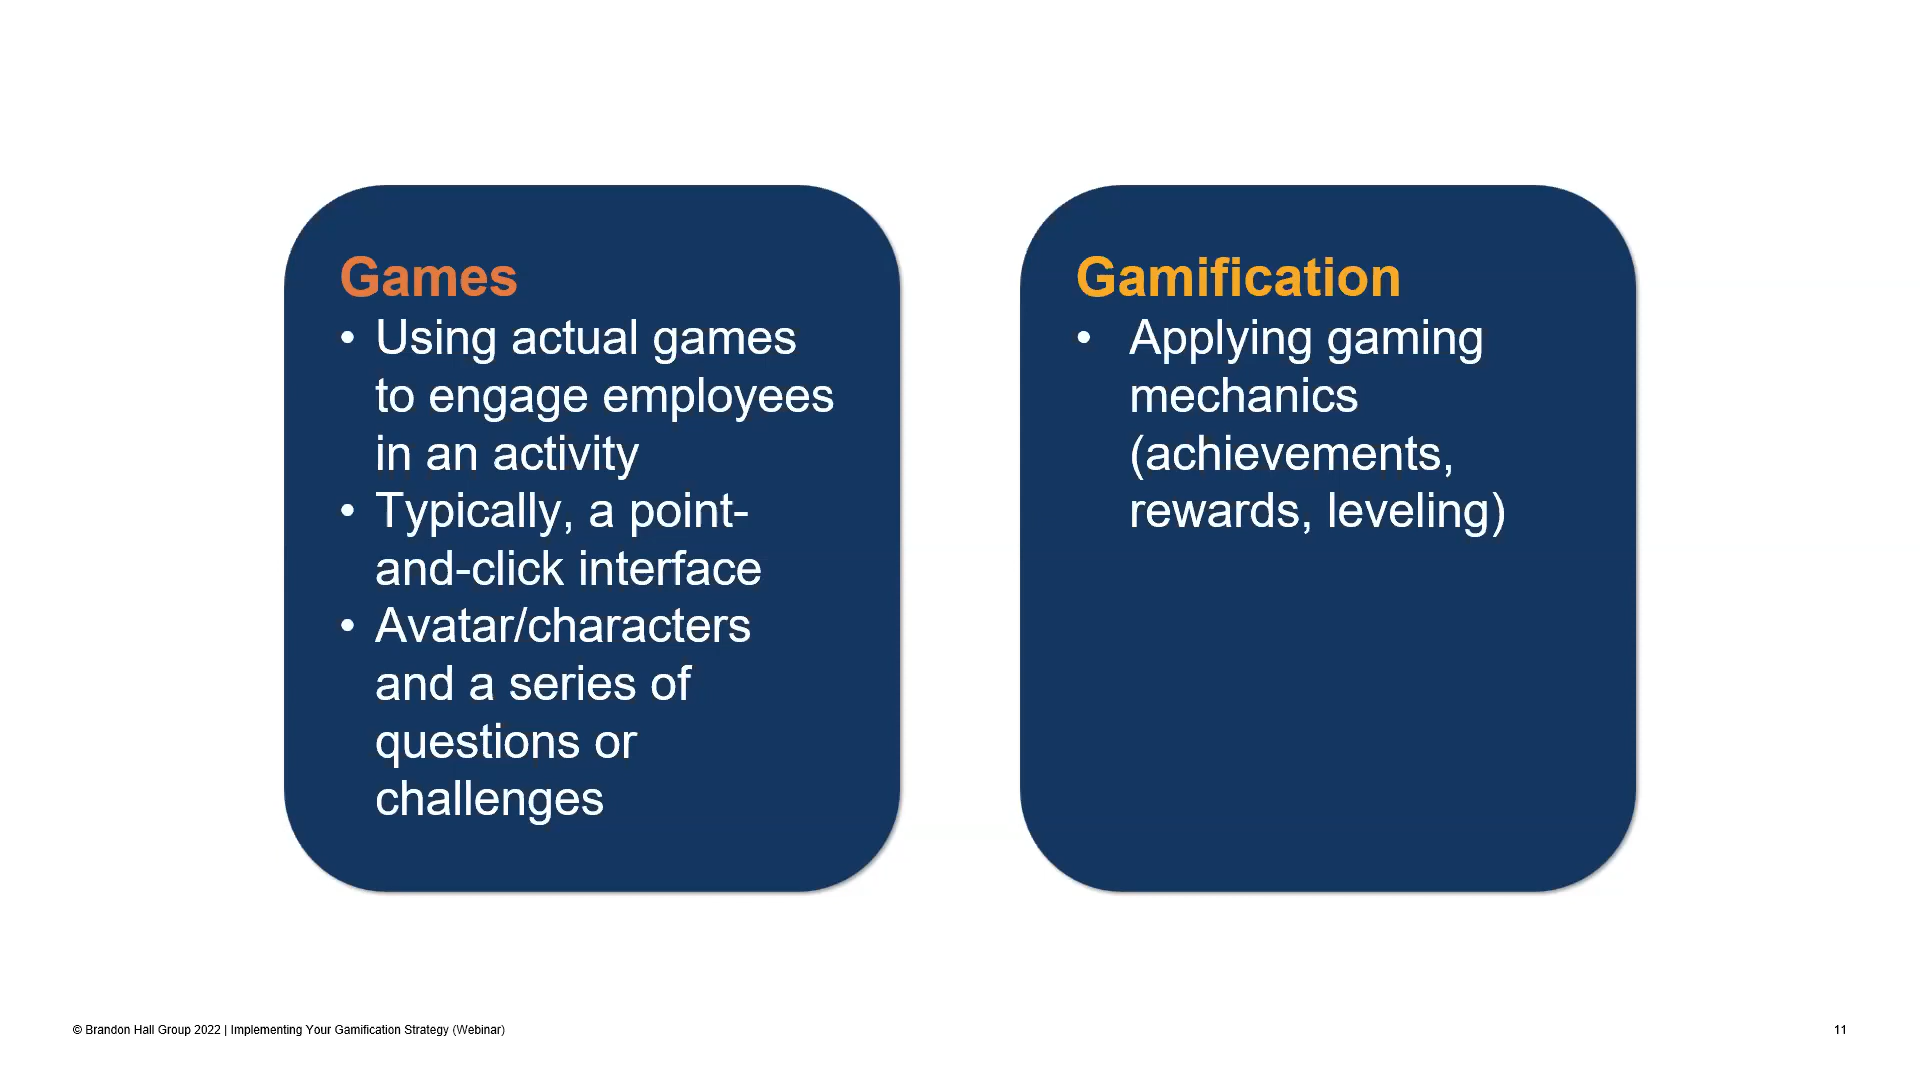 Games
• Using actual games
to engage employees
in an activity
• Typically, a point-
and-click interface
• Avatar/characters
and a series of
questions or
challenges
Gamification
• Applying gaming
mechanics
(achievements,
rewards, leveling)
© Brandon Hall Group 2022 | Implementing Your Gamification Strategy (Webinar)
11